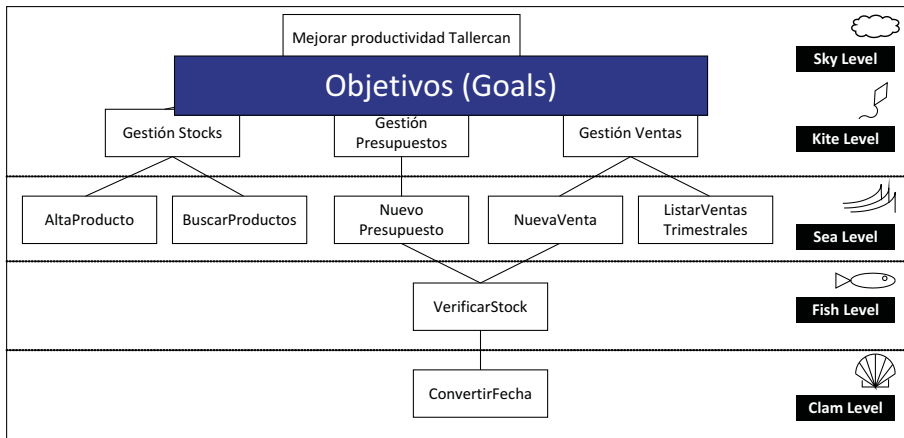 Mejorar productividad Tallercan
Sky Level
Objetivos (Goals)
Gestión Stocks
Gestión
Presupuestos
Gestión Ventas
Kite Level
AltaProducto
BuscarProductos
Nuevo
Presupuesto
NuevaVenta
ListarVentas
Trimestrales
Sea Level
VerificarStock
Fish Level
ConvertirFecha
Clam Level